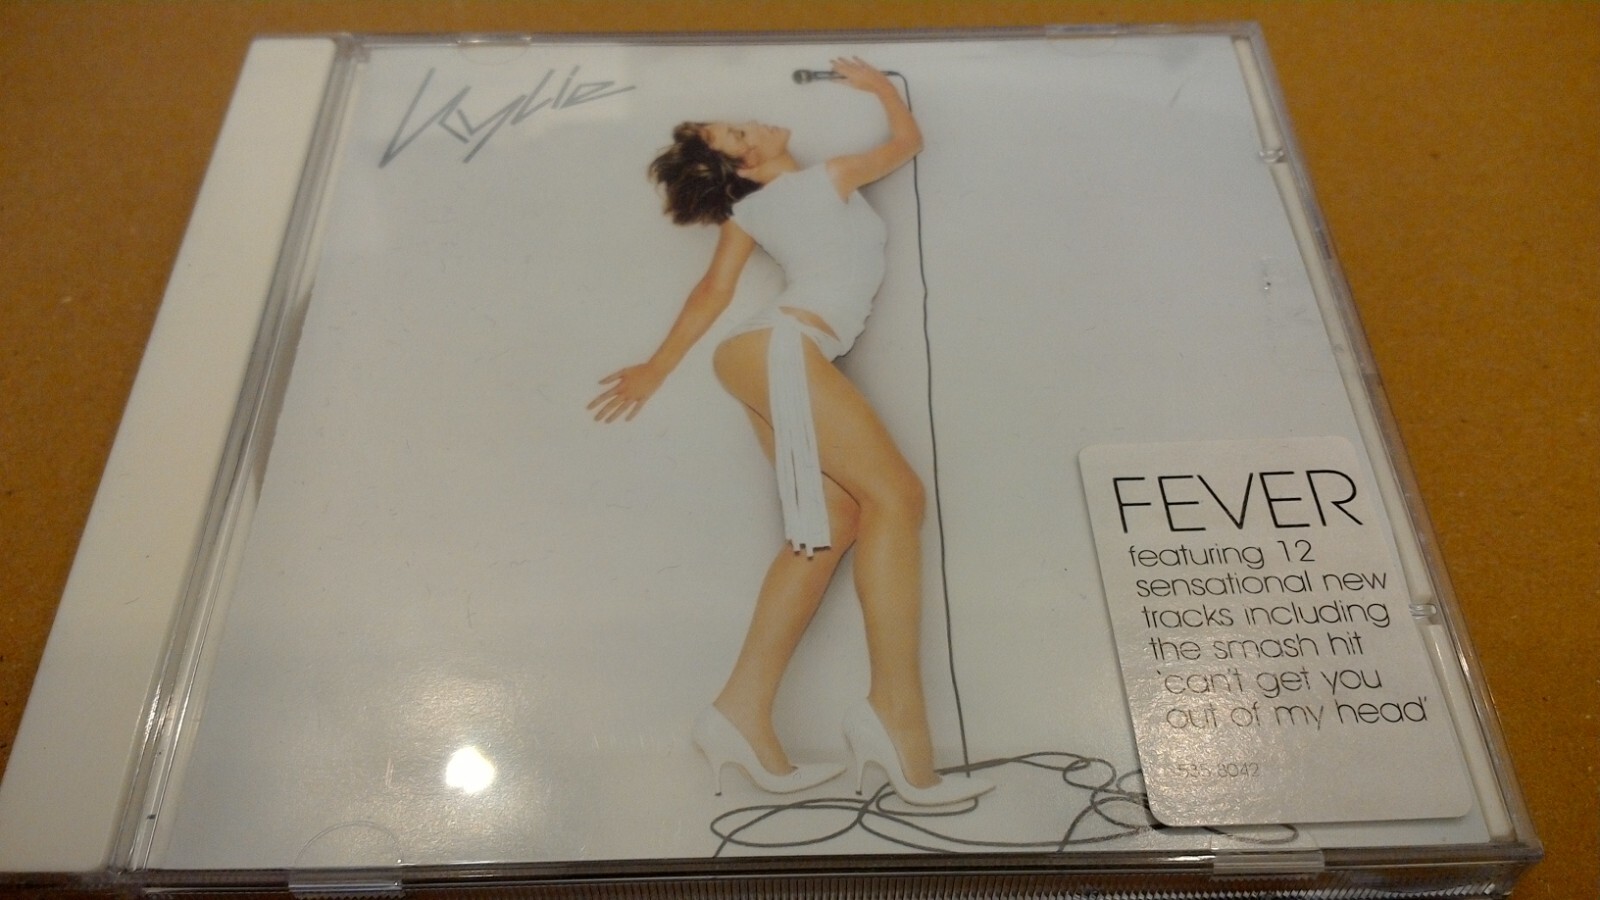 Kylie
FEVER
featuring 12
sensational new
tracks including
the smash hit
'can't get you
out of my head'
535 8042